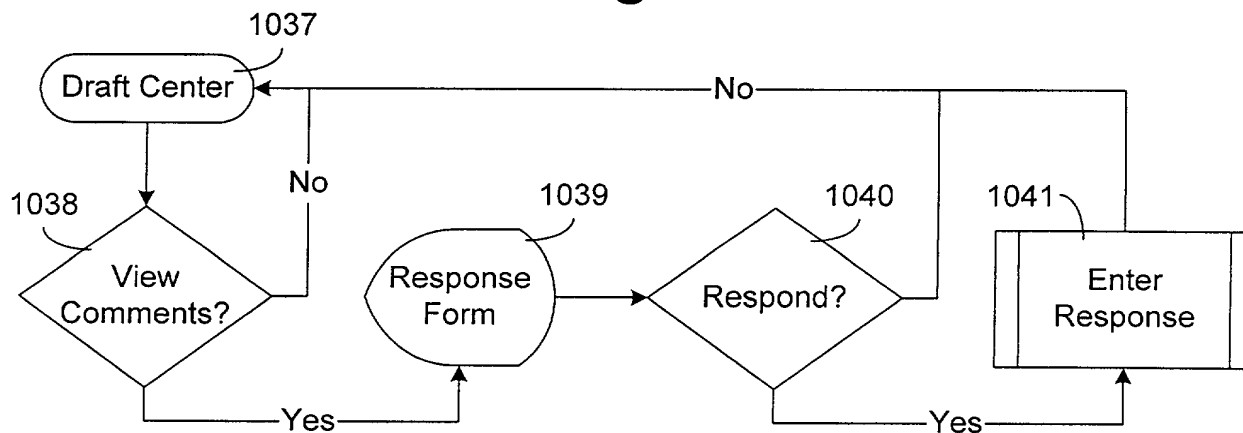 1037
Draft Center
No
No
1038
1039
1040
1041
View
Comments?
Response
Form
Respond?
Enter
Response
Yes
Yes